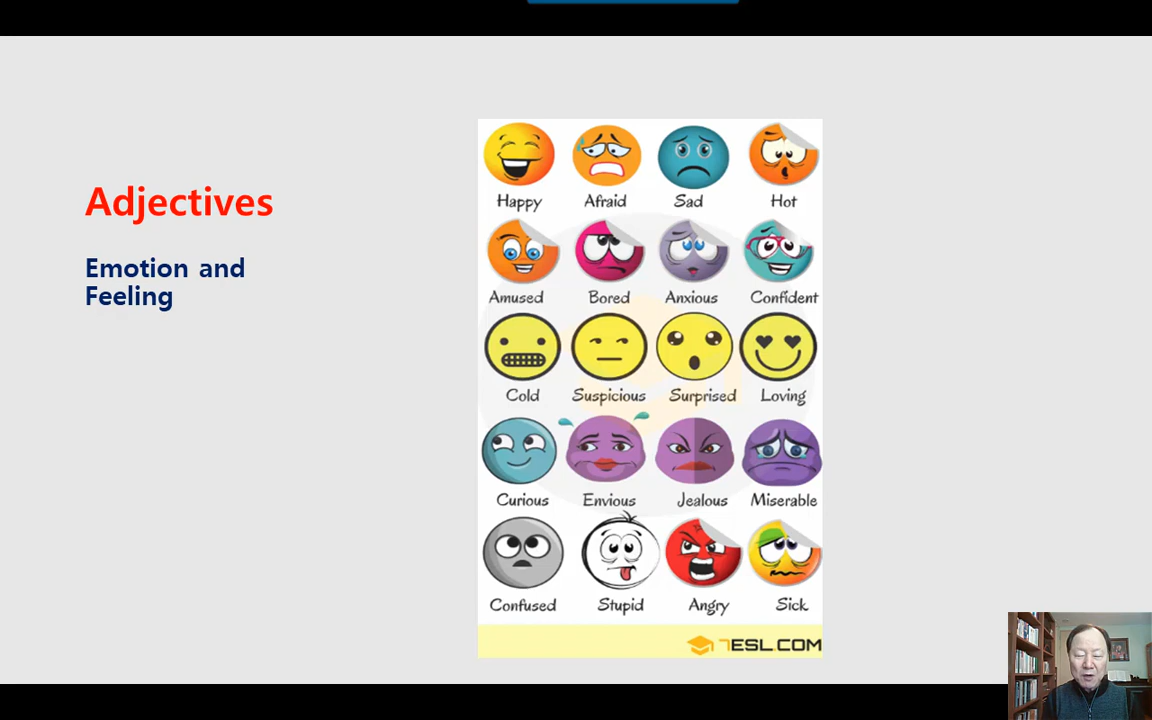 Adjectives
Emotion and
Feeling
Happy Afraid Sad Hot
Amused Bored Anxious Confident
Cold Suspicious Surprised Loving
Curious Envious Jealous Miserable
Confused Stupid Angry Sick
7ESL.COM